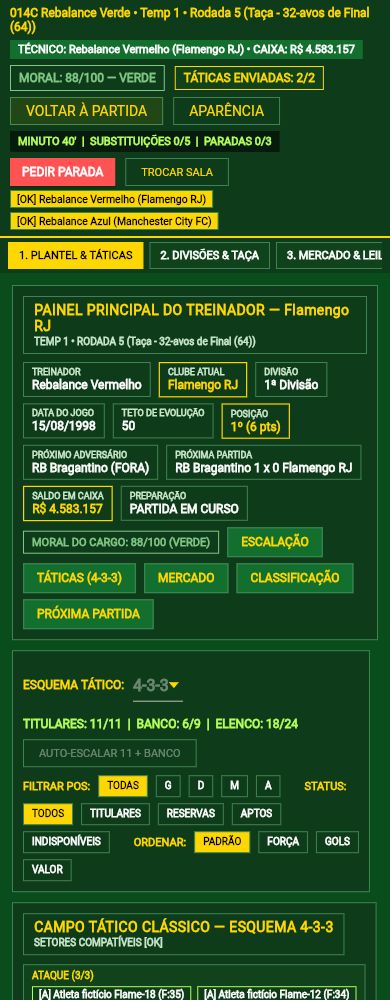 014C Rebalance Verde • Temp 1 • Rodada 5 (Taça - 32-avos de Final
(64))
TÉCNICO: Rebalance Vermelho (Flamengo RJ) • CAIXA: R$ 4.583.157
MORAL: 88/100 — VERDE
TÁTICAS ENVIADAS: 2/2
VOLTAR À PARTIDA
APARÊNCIA
MINUTO 40' | SUBSTITUIÇÕES 0/5 | PARADAS 0/3
PEDIR PARADA
TROCAR SALA
[OK] Rebalance Vermelho (Flamengo RJ)
[OK] Rebalance Azul (Manchester City FC)
1. PLANTEL & TÁTICAS
2. DIVISÕES & TAÇA
3. MERCADO & LEIL
PAINEL PRINCIPAL DO TREINADOR — Flamengo
RJ
TEMP 1 • RODADA 5 (Taça - 32-avos de Final (64))
TREINADOR
Rebalance Vermelho
CLUBE ATUAL
Flamengo RJ
DIVISÃO
1ª Divisão
DATA DO JOGO
15/08/1998
TETO DE EVOLUÇÃO
50
POSIÇÃO
1º (6 pts)
PRÓXIMO ADVERSÁRIO
RB Bragantino (FORA)
PRÓXIMA PARTIDA
RB Bragantino 1 x 0 Flamengo RJ
SALDO EM CAIXA
R$ 4.583.157
PREPARAÇÃO
PARTIDA EM CURSO
MORAL DO CARGO: 88/100 (VERDE)
ESCALAÇÃO
TÁTICAS (4-3-3)
MERCADO
CLASSIFICAÇÃO
PRÓXIMA PARTIDA
ESQUEMA TÁTICO: 4-3-3
TITULARES: 11/11 | BANCO: 6/9 | ELENCO: 18/24
AUTO-ESCALAR 11 + BANCO
FILTRAR POS: TODAS G D M A STATUS:
TODOS TITULARES RESERVAS APTOS
INDISPONÍVEIS ORDENAR: PADRÃO FORÇA GOLS
VALOR
CAMPO TÁTICO CLÁSSICO — ESQUEMA 4-3-3
SETORES COMPATÍVEIS [OK]
ATAQUE (3/3)
[A] Atleta fictício Flame-18 (F:35)
[A] Atleta fictício Flame-12 (F:34)